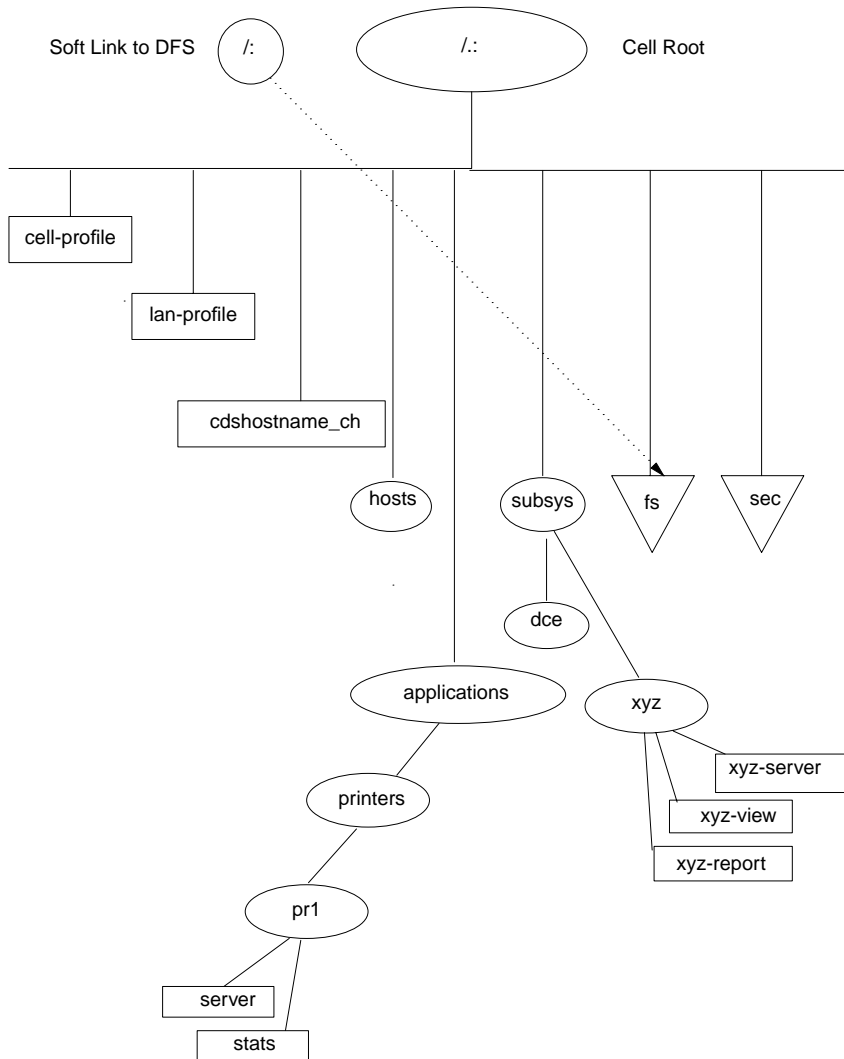 Soft Link to DFS
/:
/.:
Cell Root
cell-profile
lan-profile
cdshostname_ch
hosts
subsys
fs
sec
dce
applications
xyz
xyz-server
printers
xyz-view
xyz-report
pr1
server
stats